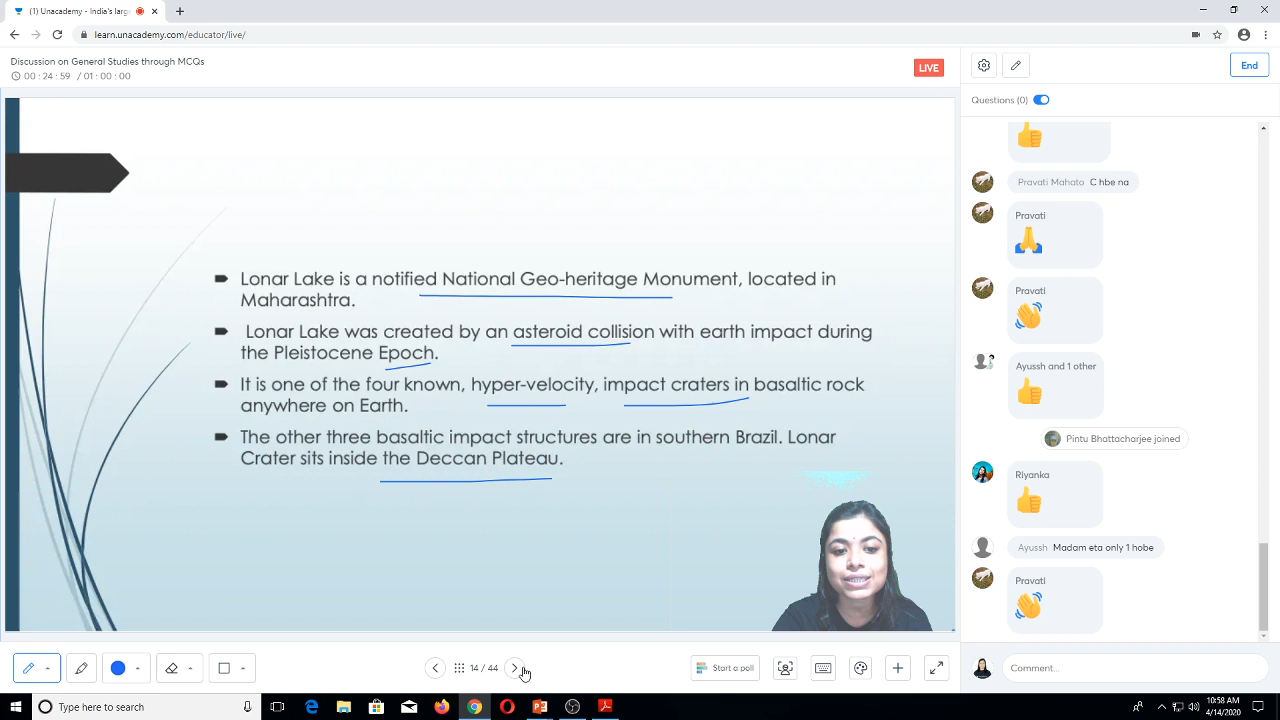 (1) Unacademy - India's larg
learn.unacademy.com/educator/live/
Discussion on General Studies through MCQs
00 : 24 : 59 / 01 : 00 : 00
LIVE
End
Questions (0)
Lonar Lake is a notified National Geo-heritage Monument, located in
Maharashtra.
Lonar Lake was created by an asteroid collision with earth impact during
the Pleistocene Epoch.
It is one of the four known, hyper-velocity, impact craters in basaltic rock
anywhere on Earth.
The other three basaltic impact structures are in southern Brazil. Lonar
Crater sits inside the Deccan Plateau.
Pravati Mahato C hbe na
Pravati
Pravati
Ayussh and 1 other
Pintu Bhattacharjee joined
Riyanka
Ayussh Madam eta only 1 hobe
Pravati
14 / 44
Start a poll
Comment...
Type here to search
10:58 AM
4/14/2020